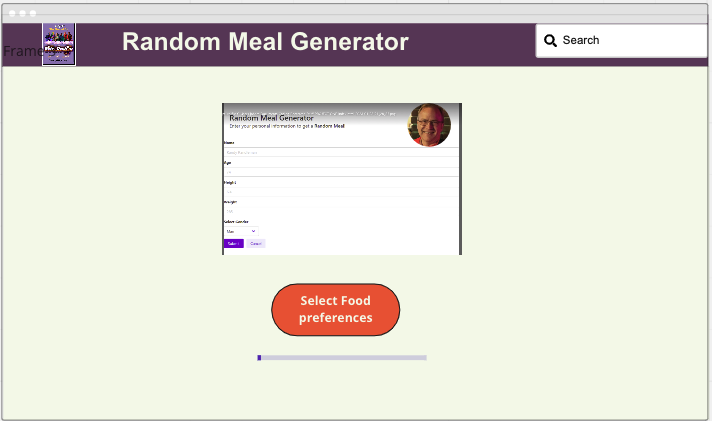 Frame
Random Meal Generator
Search
Random Meal Generator
Enter your personal information to get a Random Meal!
Name
Age
Height
Weight
Select Gender
Man
Submit
Cancel
Select Food
preferences